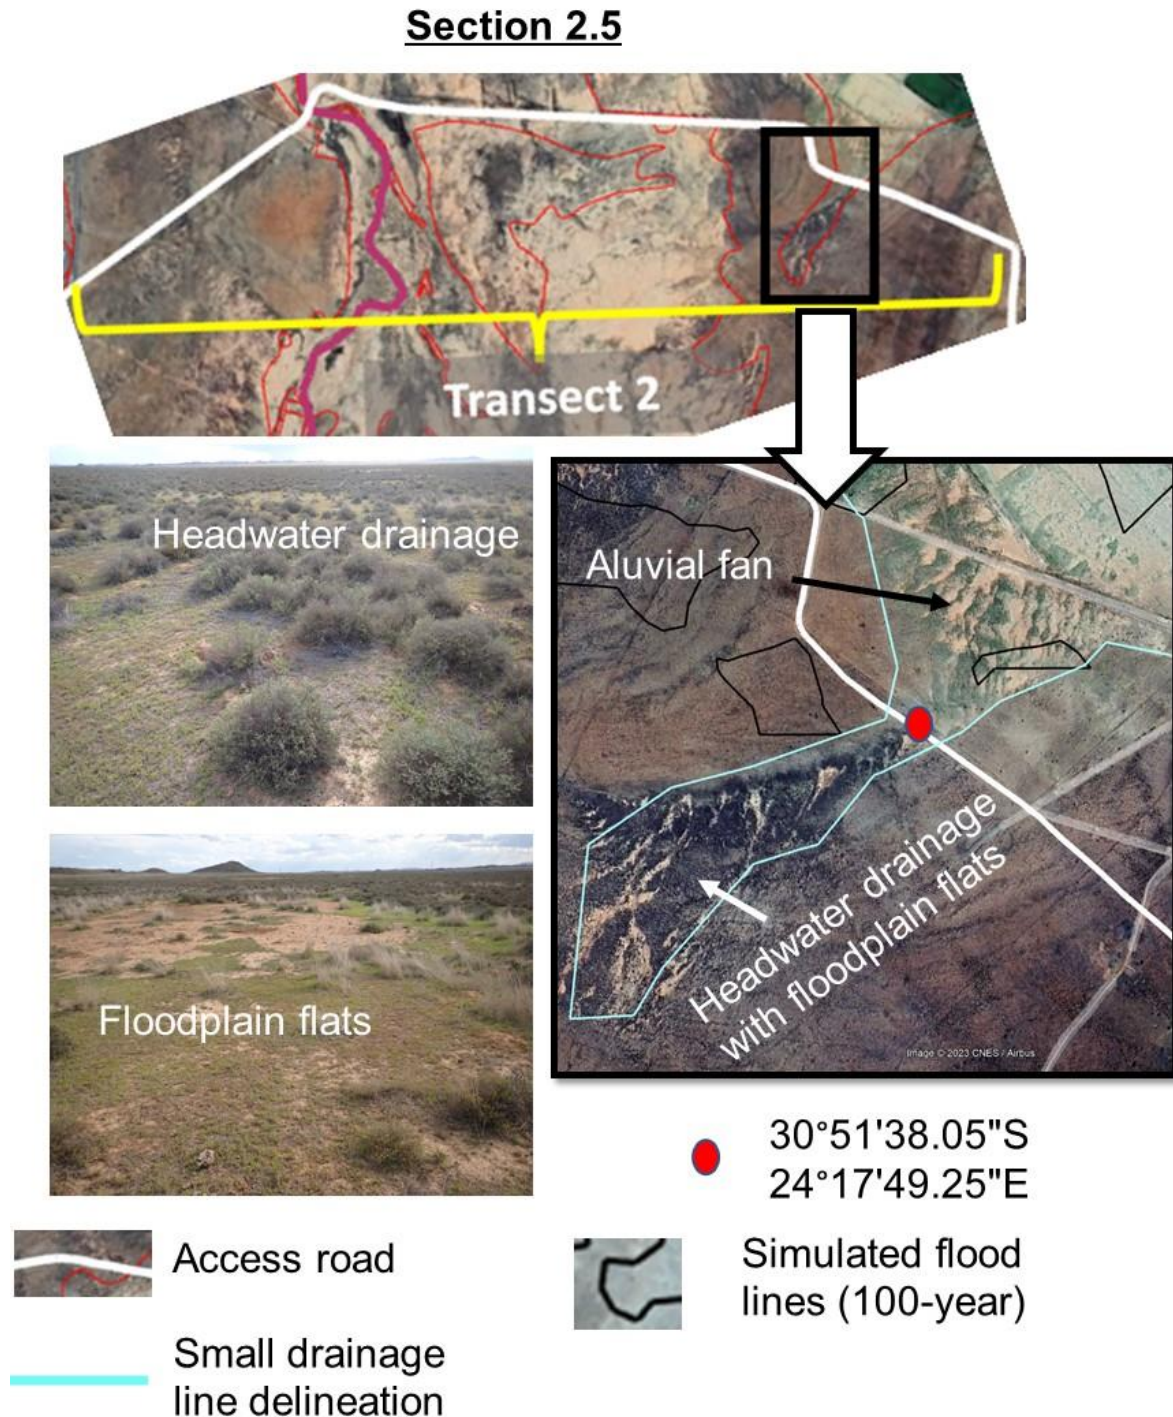 Section 2.5
Transect 2
Headwater drainage
Aluvial fan
Headwater drainage
with floodplain flats
Image © 2023 CNES / Airbus
Floodplain flats
30°51'38.05"S
24°17'49.25"E
Access road
Simulated flood
lines (100-year)
Small drainage
line delineation